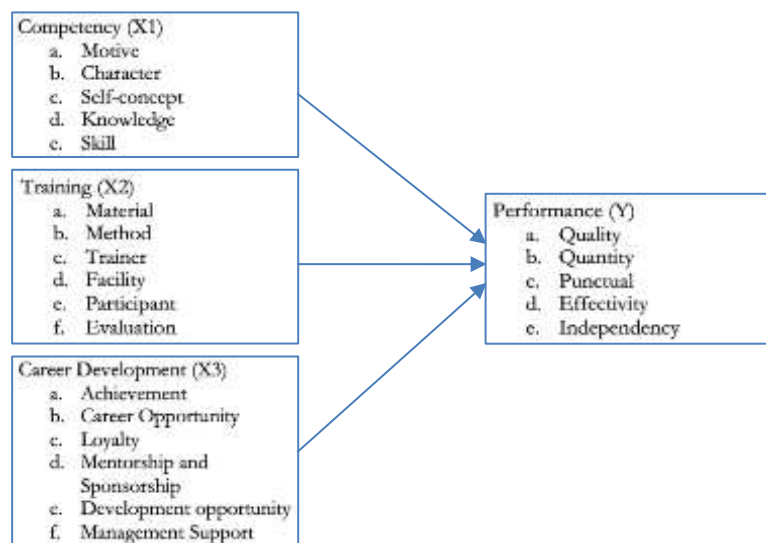 Competency (X1)
a. Motive
b. Character
c. Self-concept
d. Knowledge
e. Skill
Training (X2)
a. Material
b. Method
c. Trainer
d. Facility
e. Participant
f. Evaluation
Career Development (X3)
a. Achievement
b. Career Opportunity
c. Loyalty
d. Mentorship and
Sponsorship
e. Development opportunity
f. Management Support
Performance (Y)
a. Quality
b. Quantity
c. Punctual
d. Effectivity
e. Independency